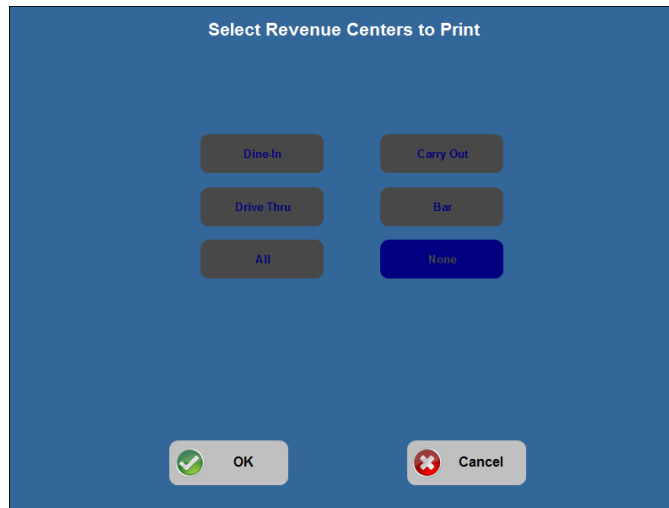 Select Revenue Centers to Print
Dine-In
Carry Out
Drive Thru
Bar
All
None
OK
Cancel